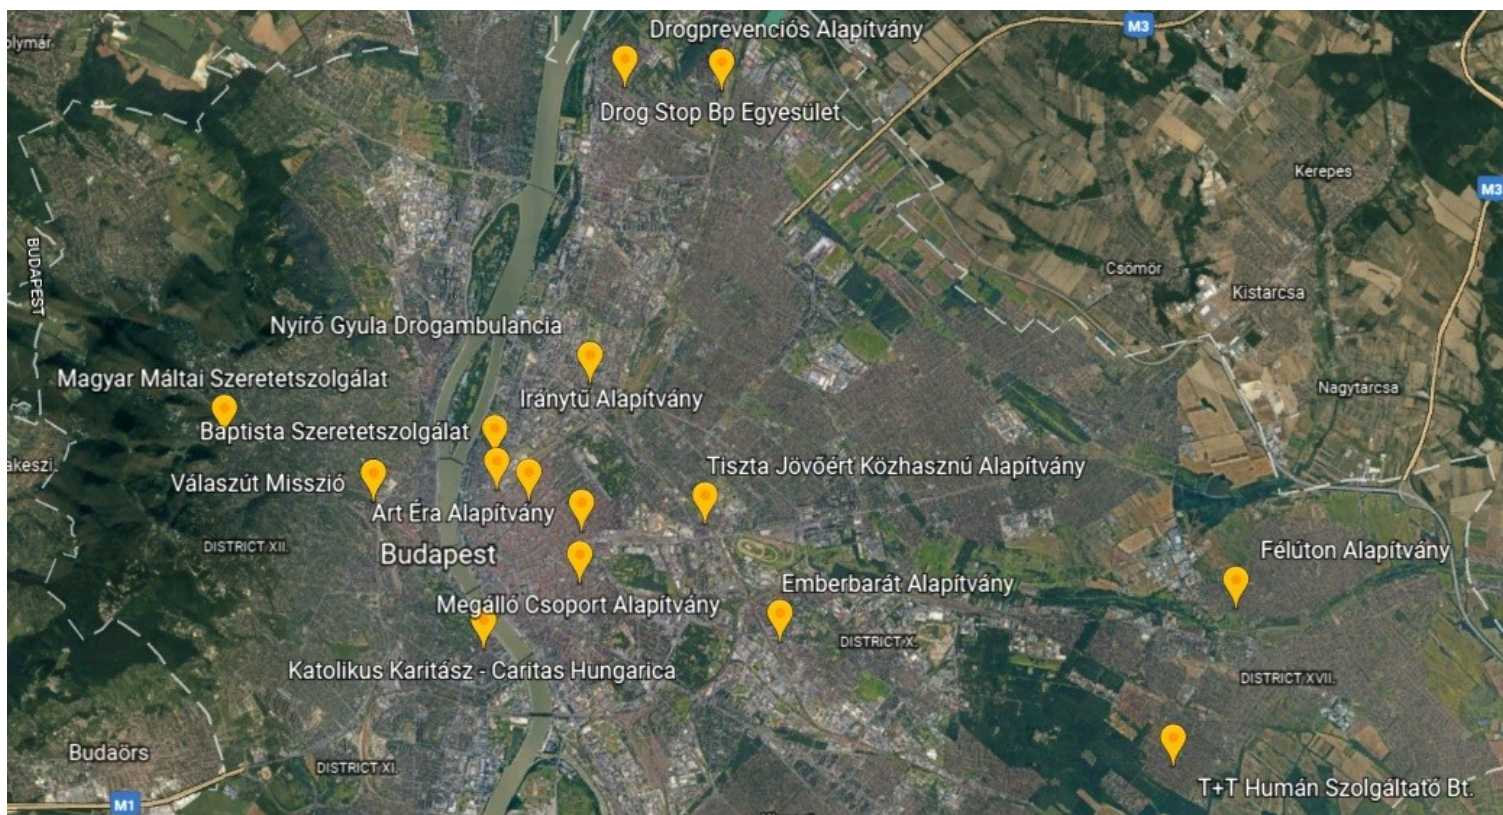 Drogprevenciós Alapítvány
M3
olymár
Drog Stop Bp Egyesület
Kerepes
M3
BUDAPEST
Csömör
Kistarcsa
Nyírő Gyula Drogambulancia
Magyar Máltai Szeretetszolgálat
Nagytarcsa
Iránytű Alapítvány
Baptista Szeretetszolgálat
akeszi
Tiszta Jövőért Közhasznú Alapítvány
Válaszút Misszió
Art Éra Alapítvány
DISTRICT XII.
Budapest
Félúton Alapítvány
Emberbarát Alapítvány
Megálló Csoport Alapítvány
DISTRICT X.
Katolikus Karitász - Caritas Hungarica
DISTRICT XVII.
Budaörs
DISTRICT XI.
T+T Humán Szolgáltató Bt.
M1